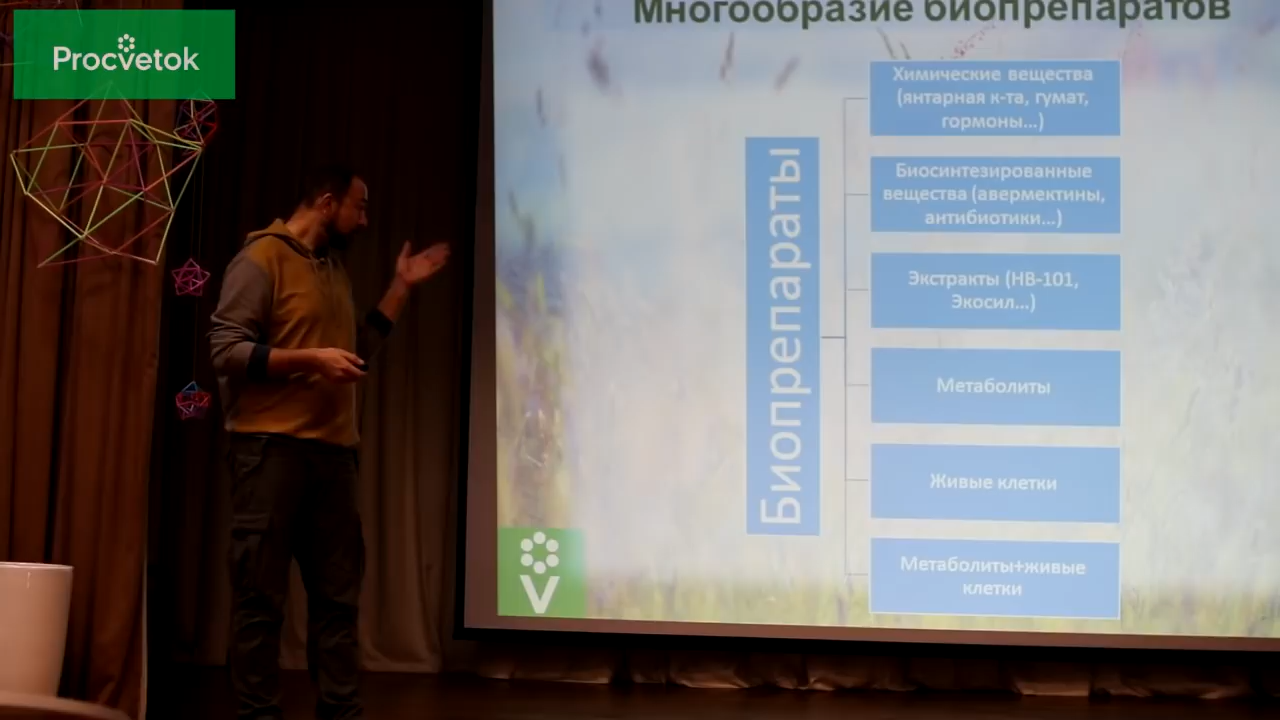 Procvetok
Многообразие биопрепаратов
Биопрепараты
Химические вещества
(янтарная к-та, гумат,
гормоны...)
Биосинтезированные
вещества (авермектины,
антибиотики...)
Экстракты (НВ-101,
Экосил...)
Метаболиты
Живые клетки
Метаболиты+живые
клетки
V